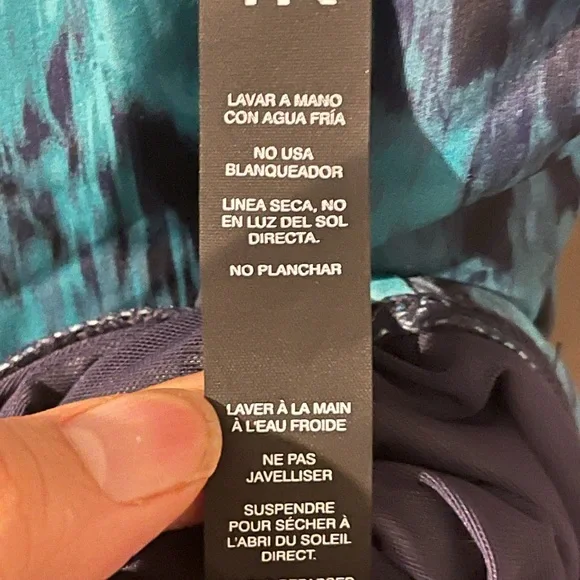 LAVAR A MANO
CON AGUA FRÍA
NO USA
BLANQUEADOR
LINEA SECA, NO
EN LUZ DEL SOL
DIRECTA.
NO PLANCHAR
LAVER À LA MAIN
À L'EAU FROIDE
NE PAS
JAVELLISER
SUSPENDRE
POUR SÉCHER À
L'ABRI DU SOLEIL
DIRECT.